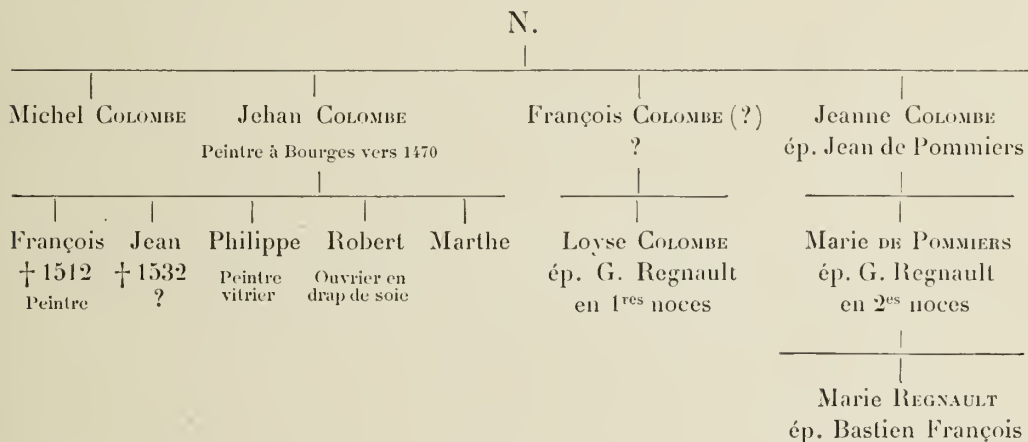 N.
Michel COLOMBE Jehan COLOMBE François COLOMBE (?) Jeanne COLOMBE
Peintre à Bourges vers 1470 ? ép. Jean de Pommiers
François Jean Philippe Robert Marthe Loyse COLOMBE Marie DE POMMIERS
† 1512 † 1532 Peintre Ouvrier en ép. G. Regnault ép. G. Regnault
Peintre ? vitrier drap de soie en 1res noces en 2es noces
Marie REGNAULT
ép. Bastien François